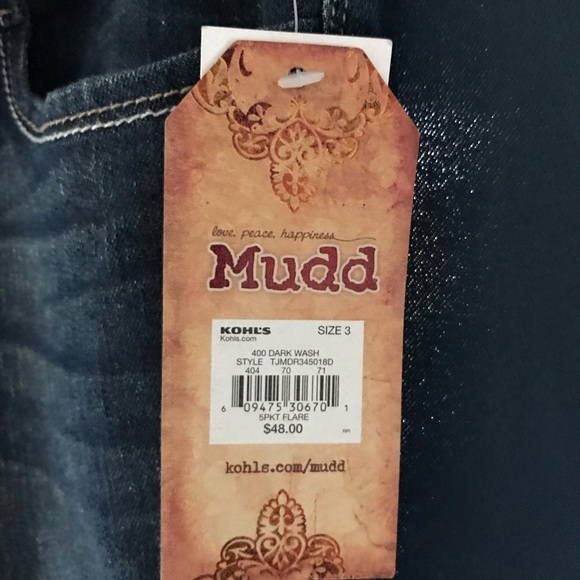 love. peace. happiness
Mudd
KOHL'S SIZE 3
Kohls.com
400 DARK WASH
STYLE TJMDR345018D
404 70 71
6 09475 30670 1
5PKT FLARE
$48.00
kohls.com/mudd